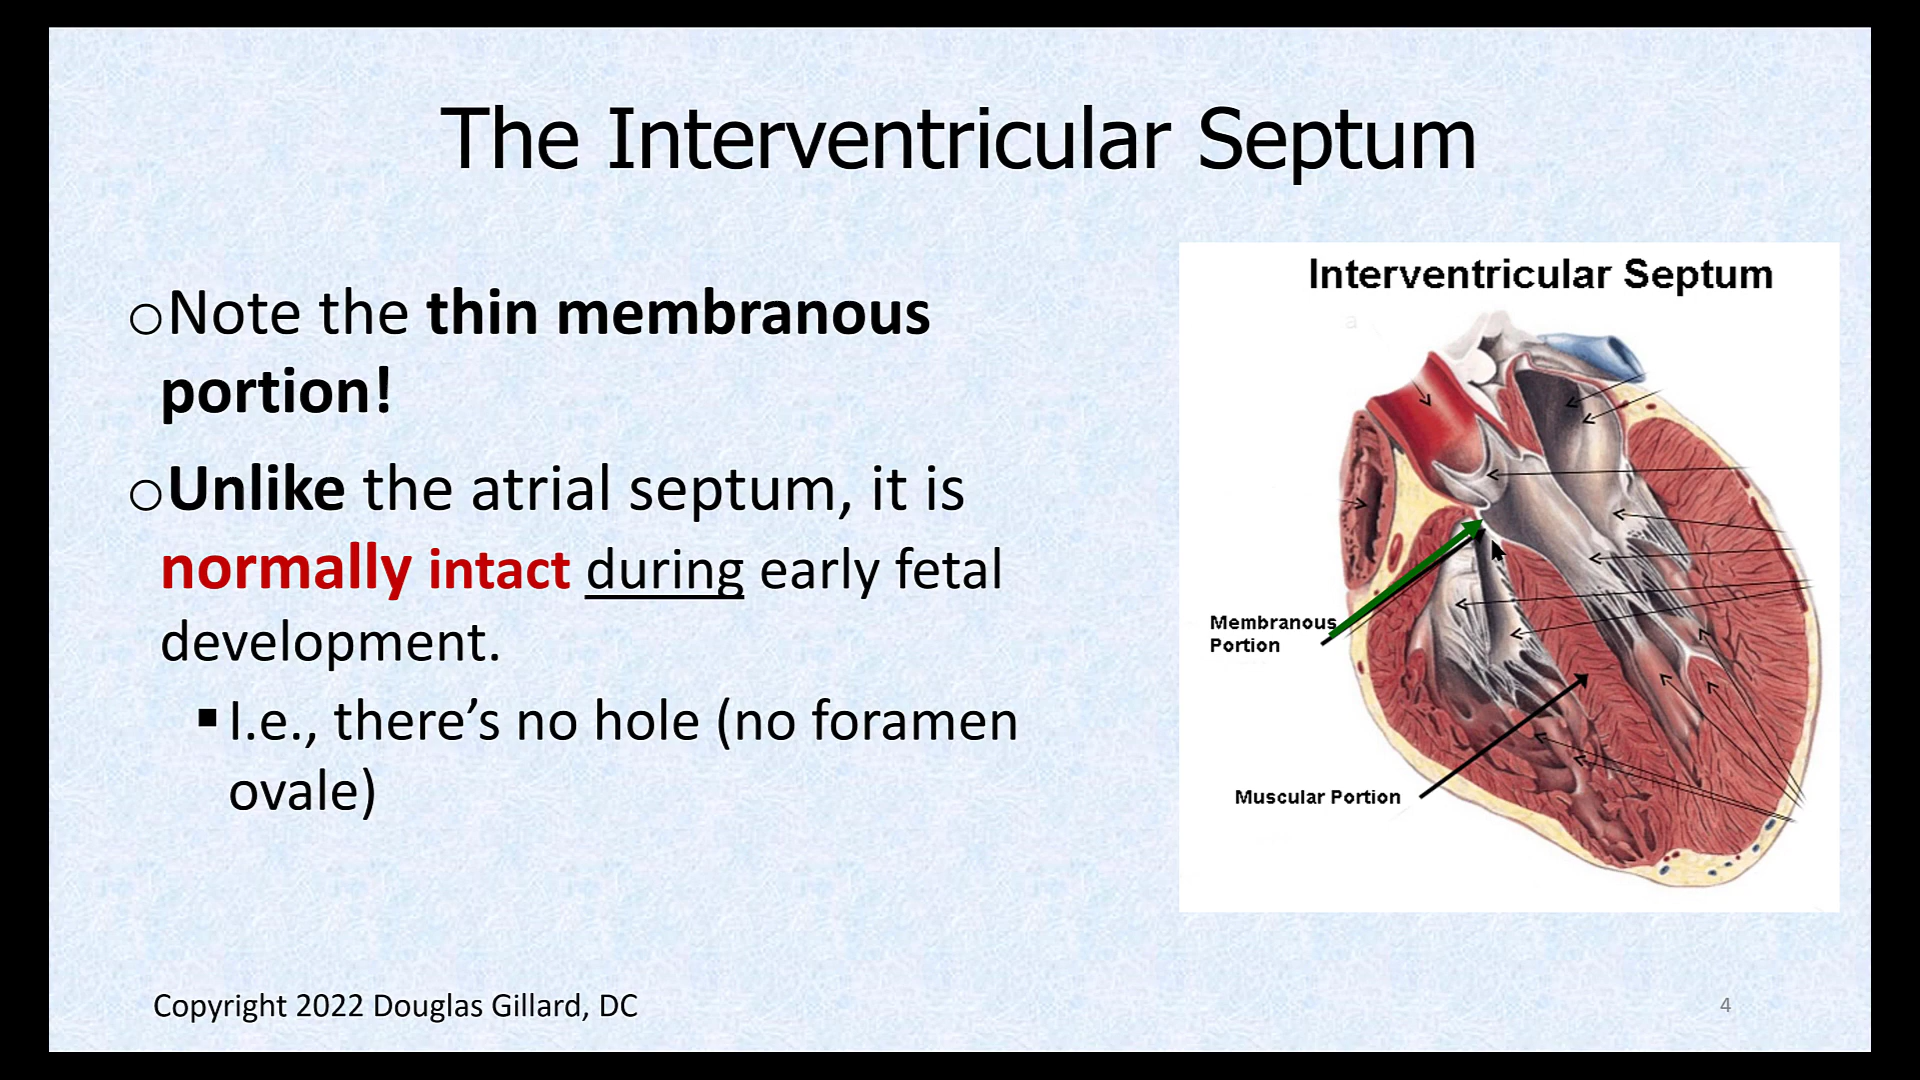 The Interventricular Septum
oNote the thin membranous
portion!
oUnlike the atrial septum, it is
normally intact during early fetal
development.
▪I.e., there’s no hole (no foramen
ovale)
Interventricular Septum
a
Membranous
Portion
Muscular Portion
Copyright 2022 Douglas Gillard, DC
4